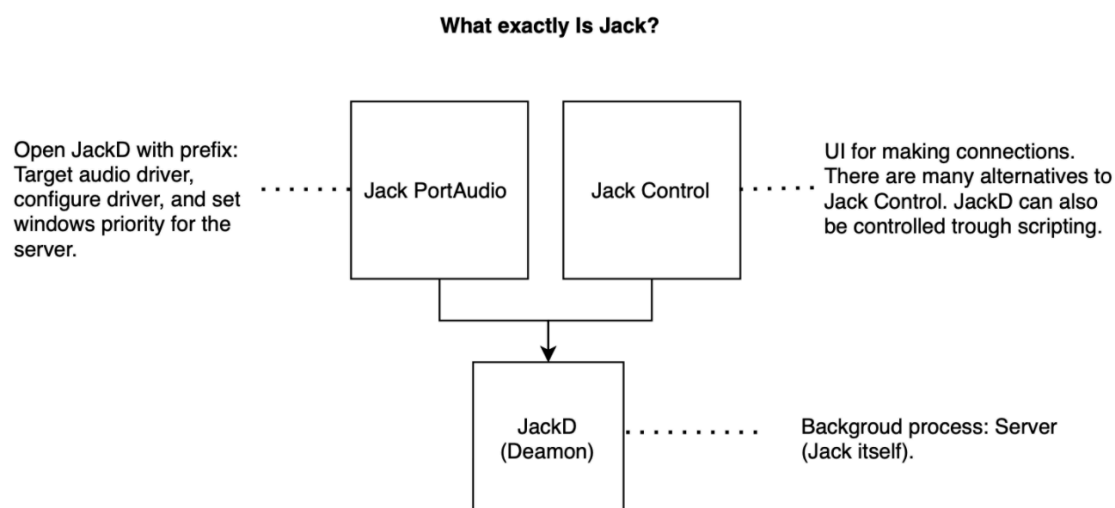 What exactly Is Jack?
Open JackD with prefix:
Target audio driver,
configure driver, and set
windows priority for the
server.
Jack PortAudio
Jack Control
UI for making connections.
There are many alternatives to
Jack Control. JackD can also
be controlled trough scripting.
JackD
(Deamon)
Backgroud process: Server
(Jack itself).